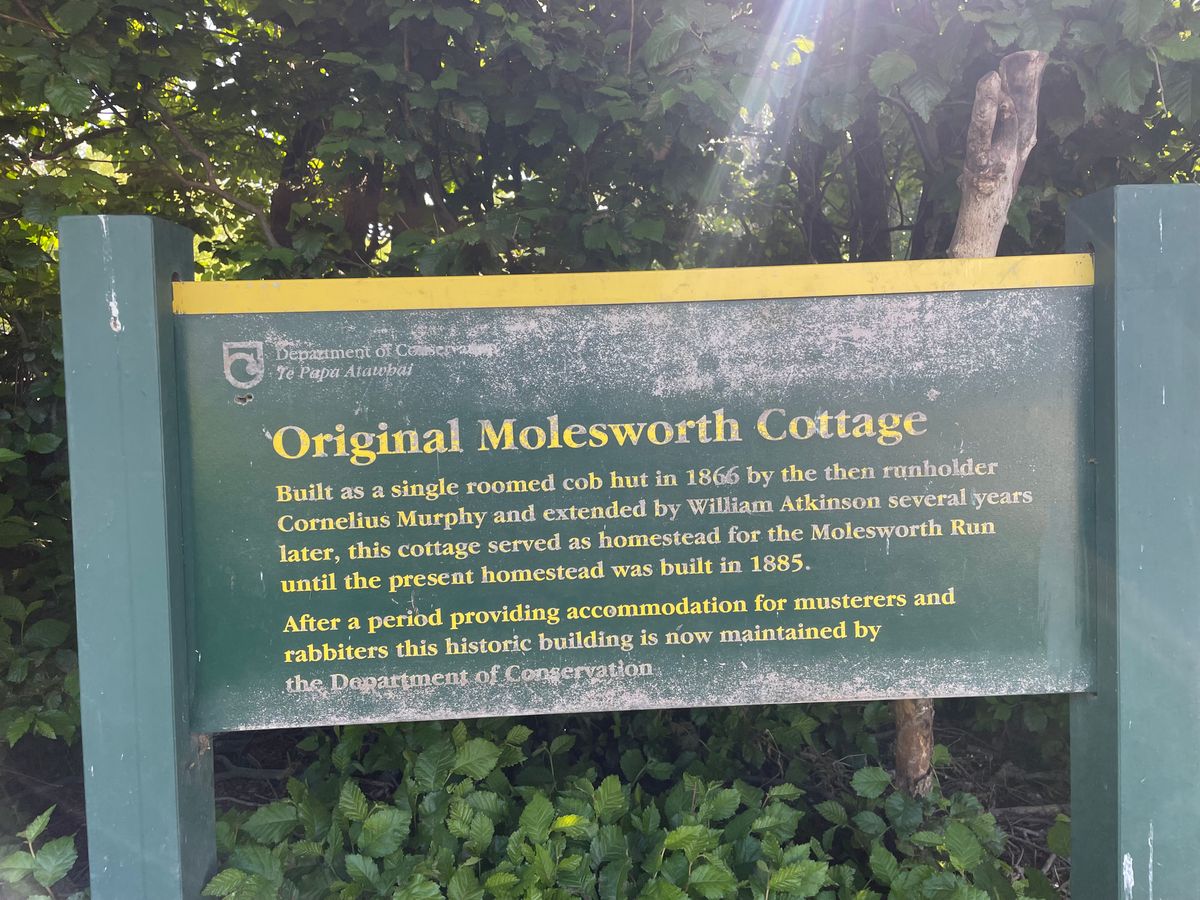 Department of Conservation
Te Papa Atawhai
Original Molesworth Cottage
Built as a single roomed cob hut in 1866 by the then runholder
Cornelius Murphy and extended by William Atkinson several years
later, this cottage served as homestead for the Molesworth Run
until the present homestead was built in 1885.
After a period providing accommodation for musterers and
rabbiters this historic building is now maintained by
the Department of Conservation